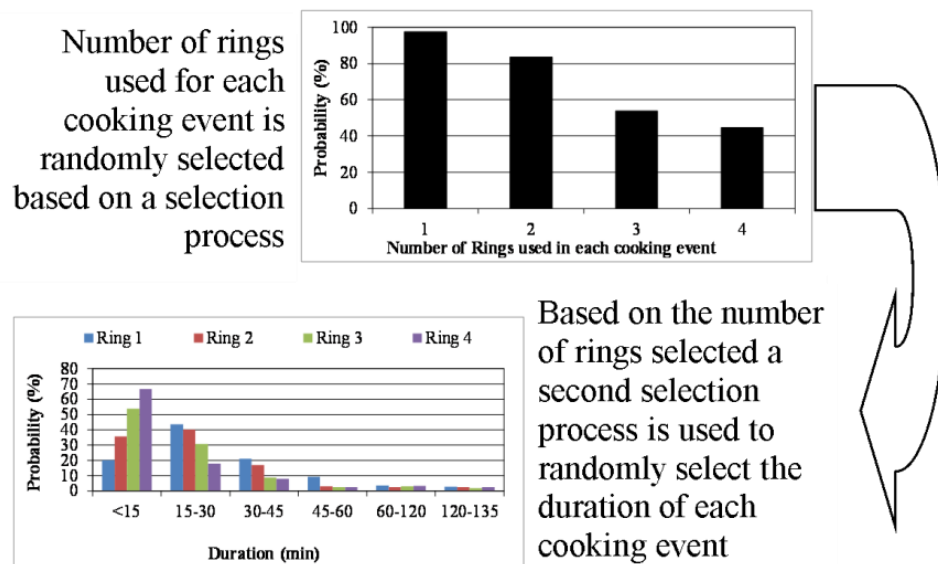 Number of rings
used for each
cooking event is
randomly selected
based on a selection
process
Probability (%)
100
80
60
40
20
0
1 2 3 4
Number of Rings used in each cooking event
Based on the number
of rings selected a
second selection
process is used to
randomly select the
duration of each
cooking event
Ring 1 Ring 2 Ring 3 Ring 4
Probability (%)
80
70
60
50
40
30
20
10
0
<15 15-30 30-45 45-60 60-120 120-135
Duration (min)